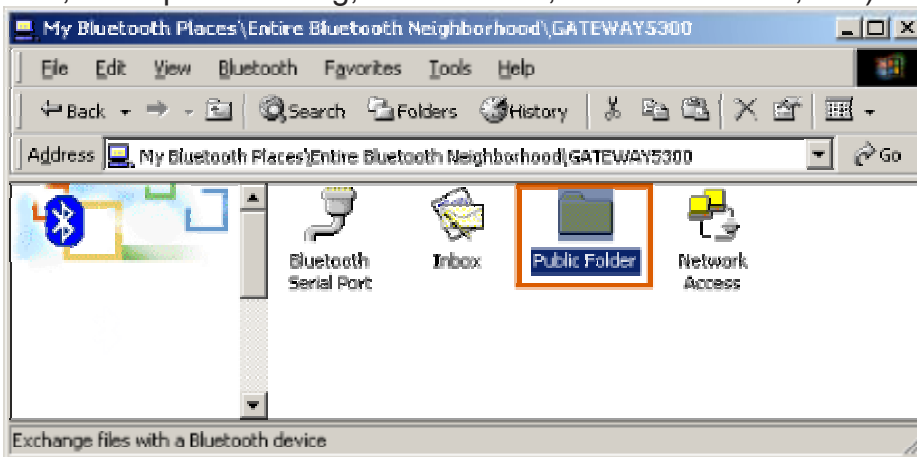 My Bluetooth Places\Entire Bluetooth Neighborhood\GATEWAY5300
File Edit View Bluetooth Favorites Tools Help
Back Search Folders History
Address My Bluetooth Places\Entire Bluetooth Neighborhood\GATEWAY5300 Go
Bluetooth Serial Port
Inbox
Public Folder
Network Access
Exchange files with a Bluetooth device